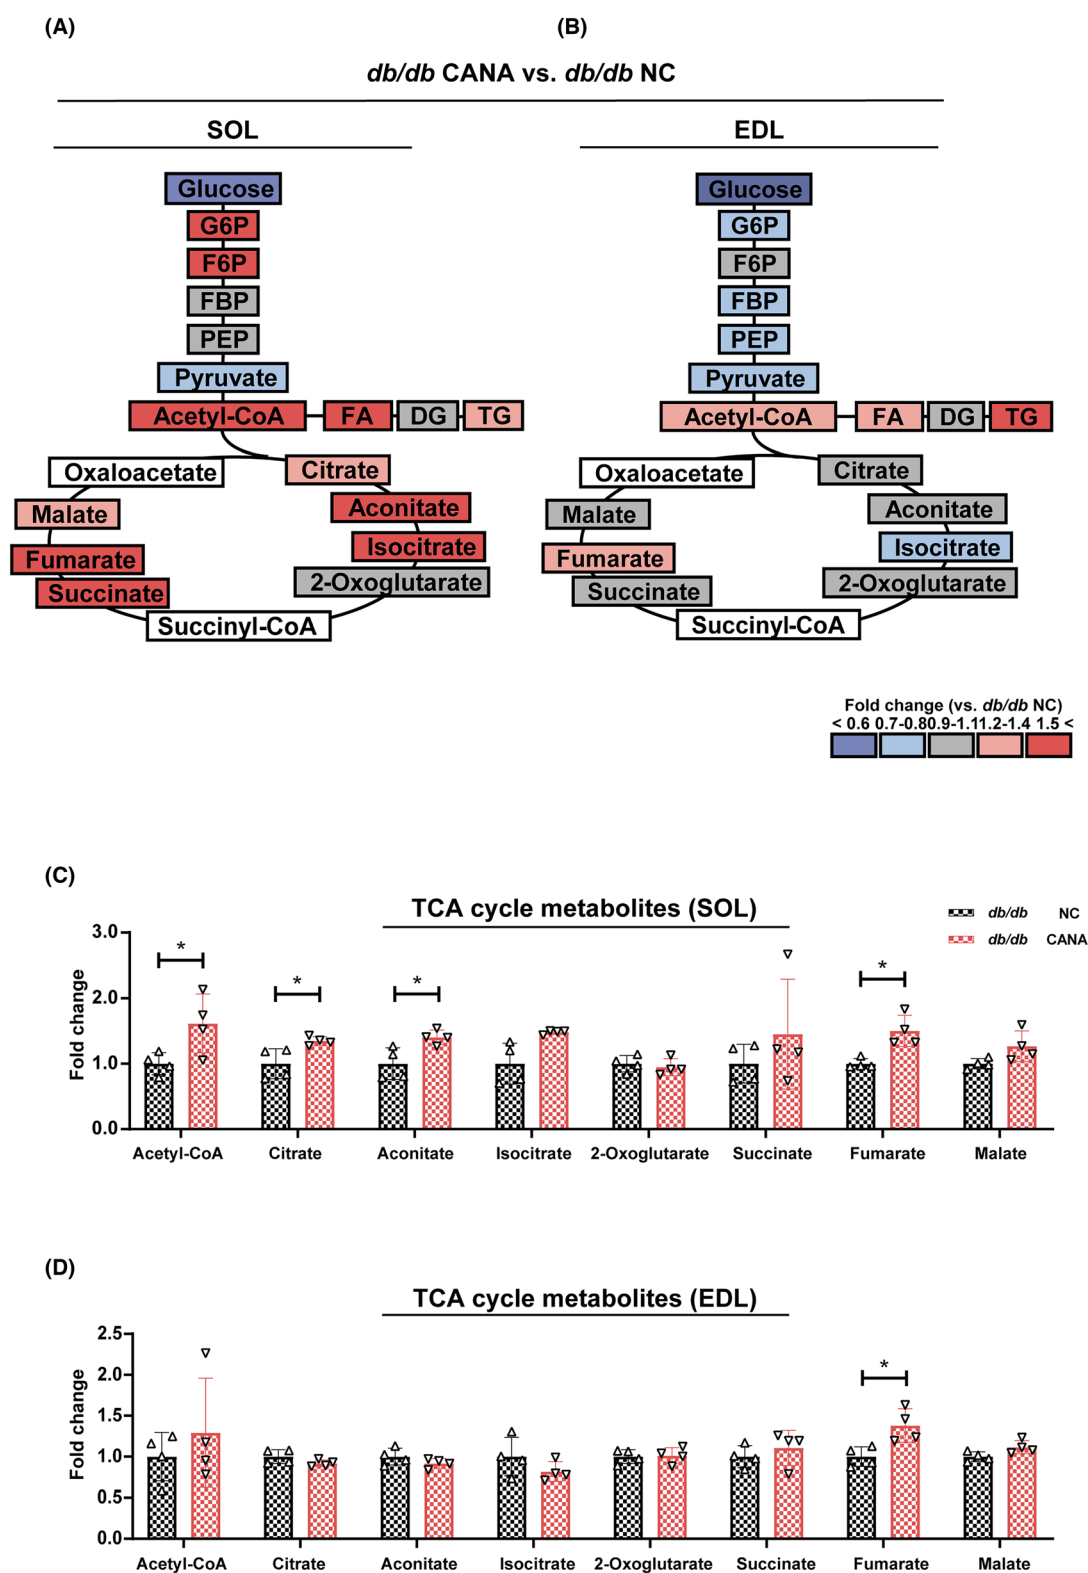 (A) (B)
db/db CANA vs. db/db NC
SOL EDL
Glucose Glucose
G6P G6P
F6P F6P
FBP FBP
PEP PEP
Pyruvate Pyruvate
Acetyl-CoA FA DG TG Acetyl-CoA FA DG TG
Oxaloacetate Citrate Oxaloacetate Citrate
Malate Aconitate Malate Aconitate
Fumarate Isocitrate Fumarate Isocitrate
Succinate 2-Oxoglutarate Succinate 2-Oxoglutarate
Succinyl-CoA Succinyl-CoA
Fold change (vs. db/db NC)
< 0.6 0.7-0.8 0.9-1.1 1.2-1.4 1.5 <
(C)
TCA cycle metabolites (SOL)
db/db NC
db/db CANA
Fold change
3.0
2.0
1.0
0.0
* * * *
Acetyl-CoA Citrate Aconitate Isocitrate 2-Oxoglutarate Succinate Fumarate Malate
(D)
TCA cycle metabolites (EDL)
Fold change
2.5
2.0
1.5
1.0
0.5
0.0
*
Acetyl-CoA Citrate Aconitate Isocitrate 2-Oxoglutarate Succinate Fumarate Malate